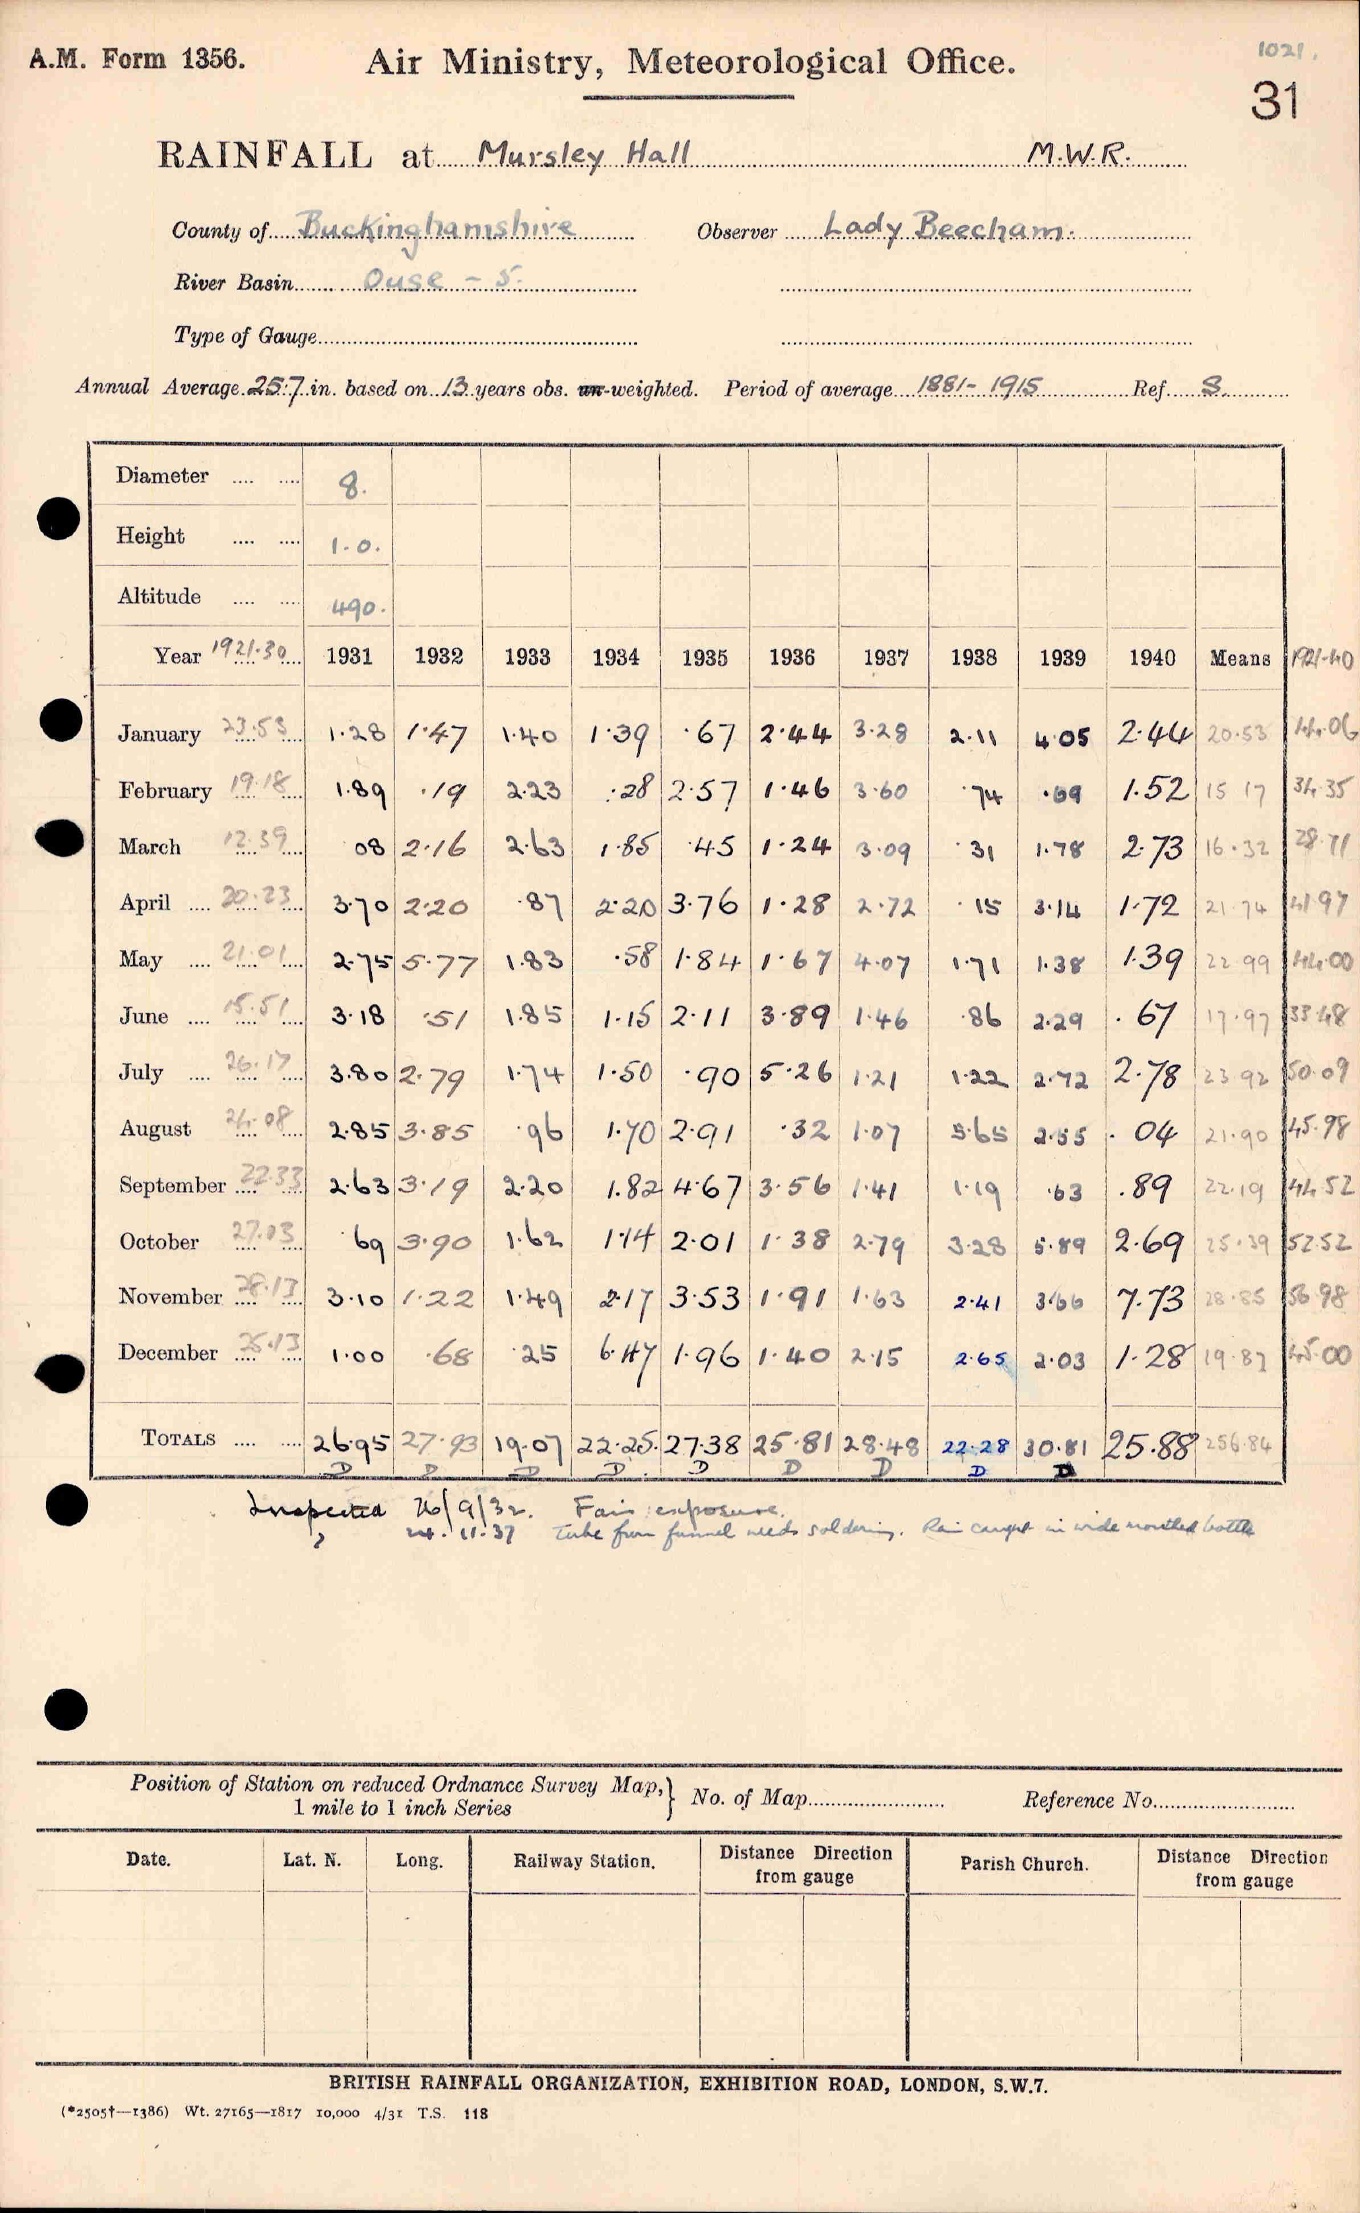 A.M. Form 1356. Air Ministry, Meteorological Office. 1021.
31
RAINFALL at Mursley Hall M.W.R.
County of Buckinghamshire Observer Lady Beecham.
River Basin Ouse - 5.
Type of Gauge
Annual Average 25.7 in. based on 13 years obs. un-weighted. Period of average 1881-1915 Ref. S.
Diameter 8.
Height 1.0.
Altitude 490.
Year 1921-30 1931 1932 1933 1934 1935 1936 1937 1938 1939 1940 Means 1921-40
January 23.53 1.28 1.47 1.40 1.39 .67 2.44 3.28 2.11 4.05 2.44 20.53 44.06
February 19.18 1.89 .19 2.23 .28 2.57 1.46 3.60 .74 .69 1.52 15 17 34.35
March 12.39 08 2.16 2.63 1.85 .45 1.24 3.09 .31 1.78 2.73 16.32 28.71
April 20.23 3.70 2.20 .87 2.20 3.76 1.28 2.72 .15 3.14 1.72 21.74 41 97
May 21.01 2.75 5.77 1.83 .58 1.84 1.67 4.07 1.71 1.38 1.39 22 99 44.00
June 15.51 3.18 .51 1.85 1.15 2.11 3.89 1.46 .86 2.29 .67 17.97 33.48
July 26.17 3.80 2.79 1.74 1.50 .90 5.26 1.21 1.22 2.72 2.78 23 92 50.09
August 24.08 2.85 3.85 .96 1.70 2.91 .32 1.07 5.65 2.55 .04 21.90 45.98
September 22.33 2.63 3.19 2.20 1.82 4.67 3.56 1.41 1.19 .63 .89 22.19 44.52
October 27.03 .69 3.90 1.62 1.14 2.01 1.38 2.79 3.28 5.89 2.69 25.39 52.52
November 28.13 3.10 1.22 1.49 2.17 3.53 1.91 1.63 2.41 3.66 7.73 28.85 56.98
December 25.13 1.00 .68 .25 6.47 1.96 1.40 2.15 2.65 2.03 1.28 19.87 45.00
TOTALS 26.95 27.93 19.07 22.25. 27.38 25.81 28.48 22.28 30.81 25.88 256.84
D D D D D D D D D
Inspected 26/9/32. Fair exposure.
" 24.11.37 Tube from funnel needs soldering. Rain caught in wide mouthed bottle
Position of Station on reduced Ordnance Survey Map, } No. of Map Reference No.
1 mile to 1 inch Series
Date. Lat. N. Long. Railway Station. Distance Direction from gauge Parish Church. Distance Direction from gauge
BRITISH RAINFALL ORGANIZATION, EXHIBITION ROAD, LONDON, S.W.7.
(*2505†—1386) Wt. 27165—1817 10,000 4/31 T.S. 118